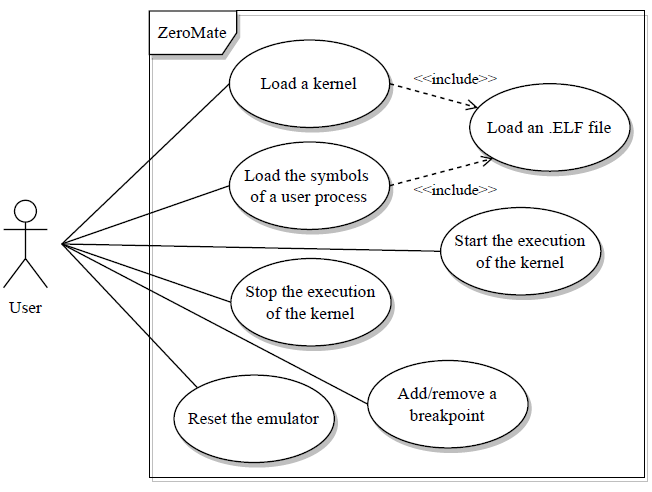 ZeroMate
Load a kernel
<<include>>
Load an .ELF file
Load the symbols
of a user process
<<include>>
Start the execution
of the kernel
User
Stop the execution
of the kernel
Add/remove a
breakpoint
Reset the emulator